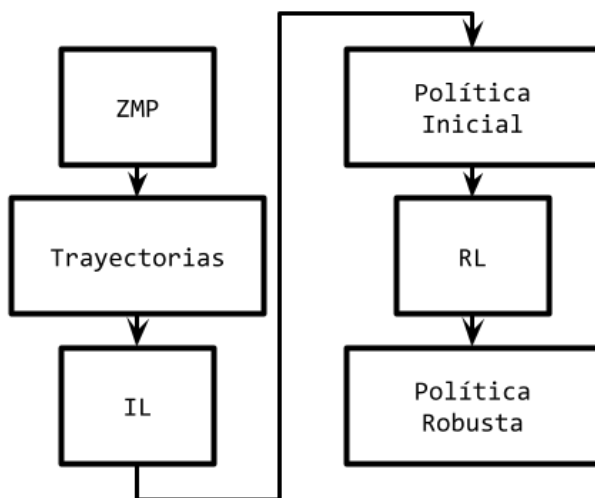 ZMP
Trayectorias
IL
Política
Inicial
RL
Política
Robusta